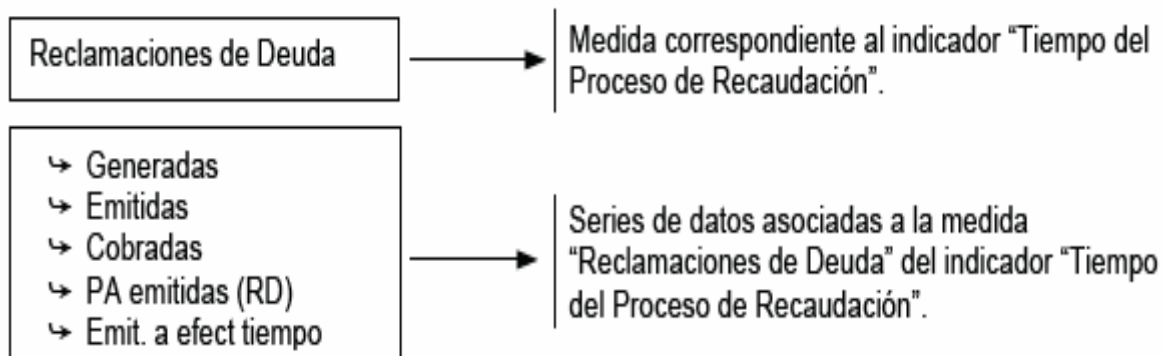 Reclamaciones de Deuda
Medida correspondiente al indicador “Tiempo del
Proceso de Recaudación”.
↪ Generadas
↪ Emitidas
↪ Cobradas
↪ PA emitidas (RD)
↪ Emit. a efect tiempo
Series de datos asociadas a la medida
“Reclamaciones de Deuda” del indicador “Tiempo
del Proceso de Recaudación”.